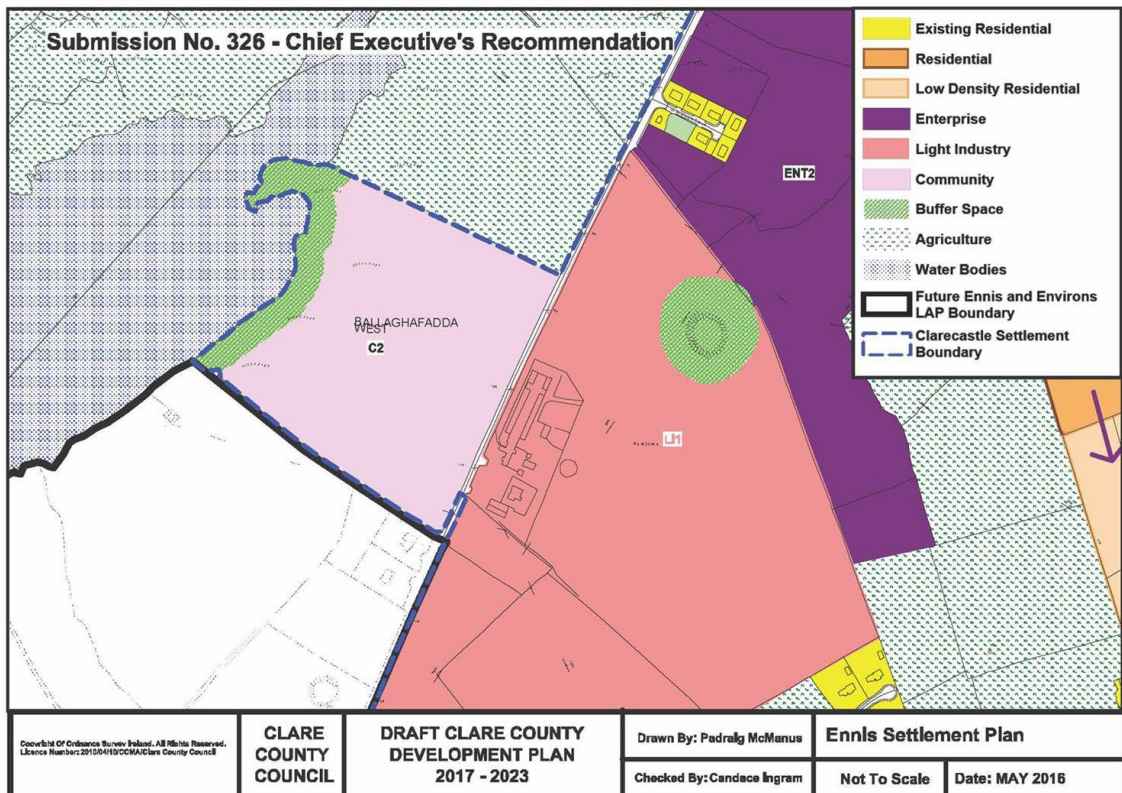 Submission No. 326 - Chief Executive's Recommendation
Existing Residential
Residential
Low Density Residential
Enterprise
Light Industry
Community
Buffer Space
Agriculture
Water Bodies
Future Ennis and Environs
LAP Boundary
Clarecastle Settlement
Boundary
ENT2
BALLAGHAFADDA
WEST
C2
LI1
Copyright Of Ordnance Survey Ireland. All Rights Reserved.
Licence Number: 2010/04/10/CCMA/Clare County Council
CLARE
COUNTY
COUNCIL
DRAFT CLARE COUNTY
DEVELOPMENT PLAN
2017 - 2023
Drawn By: Padraig McManus
Checked By: Candace Ingram
Ennis Settlement Plan
Not To Scale
Date: MAY 2016